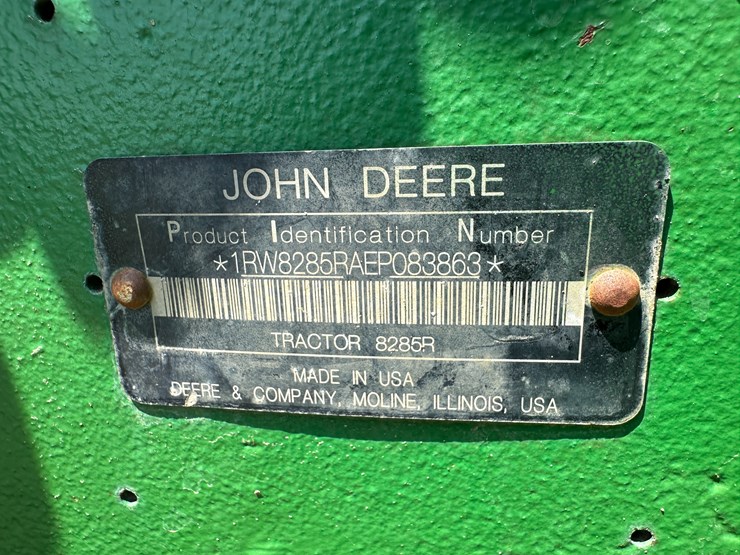 JOHN DEERE
Product Identification Number
*1RW8285RAEP083863*
TRACTOR 8285R
MADE IN USA
DEERE & COMPANY, MOLINE, ILLINOIS, USA